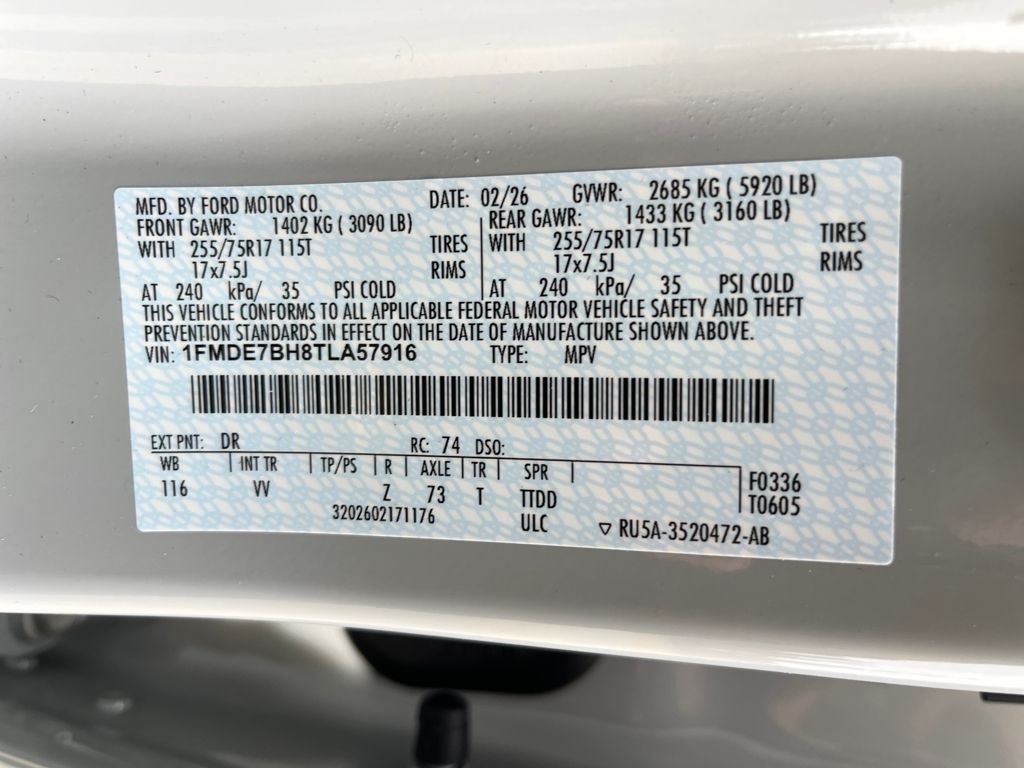 MFD. BY FORD MOTOR CO. DATE: 02/26 GVWR: 2685 KG ( 5920 LB)
FRONT GAWR: 1402 KG ( 3090 LB) REAR GAWR: 1433 KG ( 3160 LB)
WITH 255/75R17 115T TIRES WITH 255/75R17 115T TIRES
17x7.5J RIMS 17x7.5J RIMS
AT 240 kPa/ 35 PSI COLD AT 240 kPa/ 35 PSI COLD
THIS VEHICLE CONFORMS TO ALL APPLICABLE FEDERAL MOTOR VEHICLE SAFETY AND THEFT
PREVENTION STANDARDS IN EFFECT ON THE DATE OF MANUFACTURE SHOWN ABOVE.
VIN: 1FMDE7BH8TLA57916 TYPE: MPV
EXT PNT: DR RC: 74 DSO:
WB INT TR TP/PS R AXLE TR SPR F0336
116 VV Z 73 T TTDD T0605
3202602171176 ULC RU5A-3520472-AB